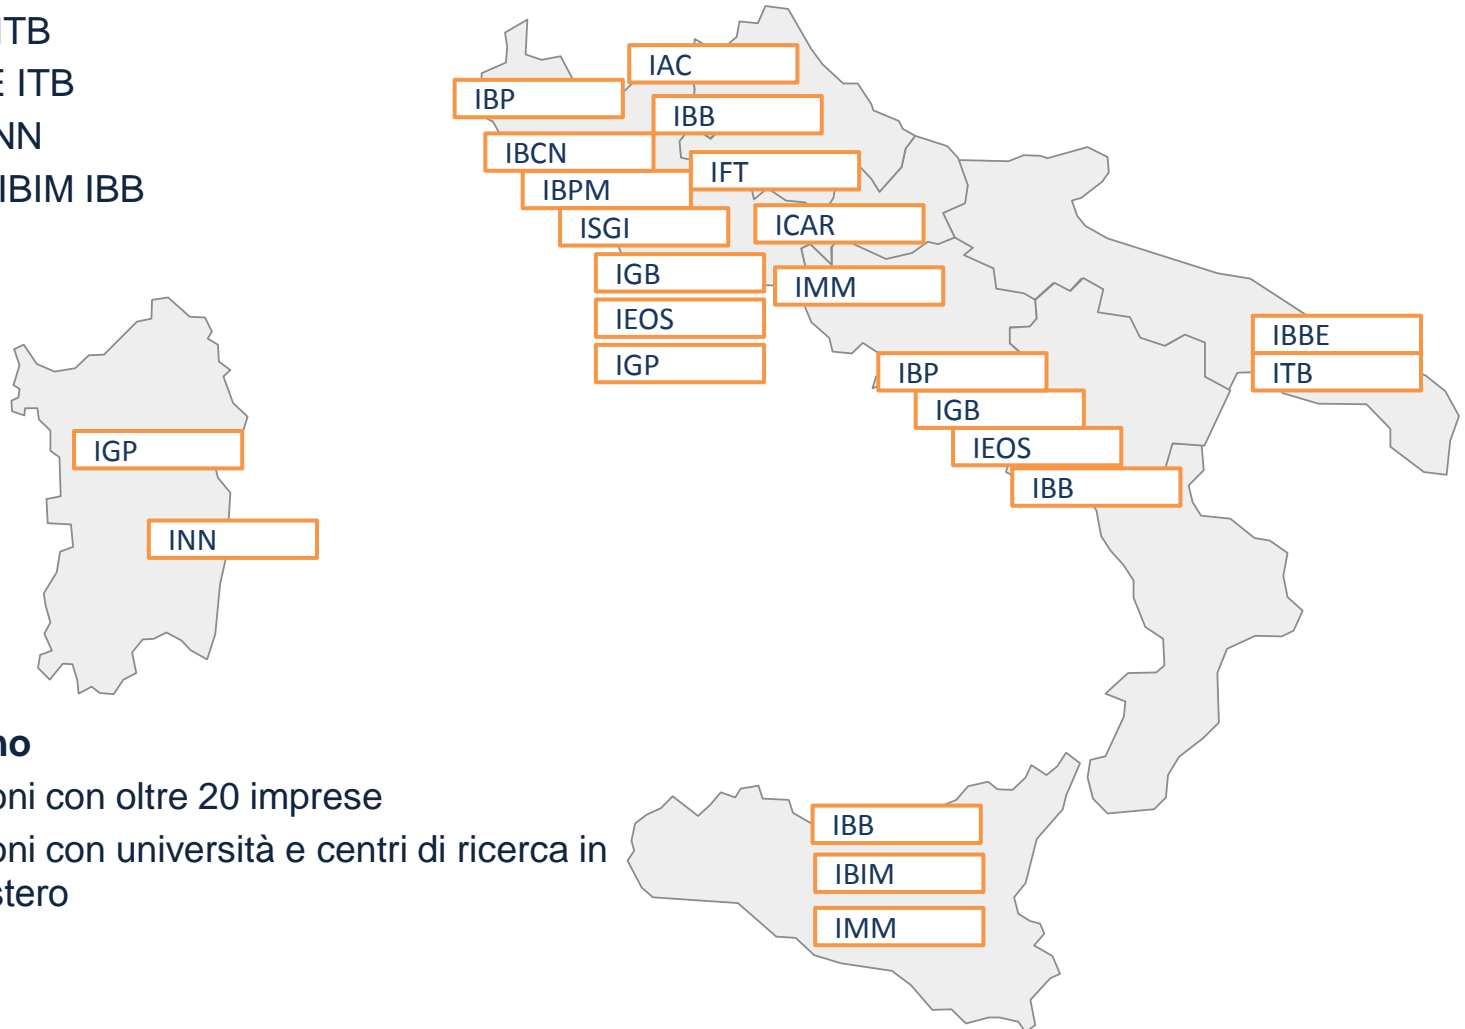 ITB
E ITB
NN
IBIM IBB
IAC
IBP
IBB
IBCN
IFT
IBPM
ISGI
ICAR
IGB
IMM
IEOS
IGP
IBBE
ITB
IBP
IGB
IEOS
IBB
IGP
INN
no
oni con oltre 20 imprese
oni con università e centri di ricerca in
stero
IBB
IBIM
IMM